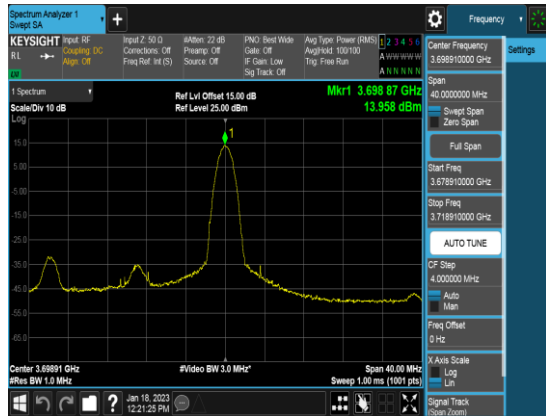 Spectrum Analyzer 1
Swept SA
+
Frequency
KEYSIGHT
RL
Input: RF
Coupling: DC
Align: Off
Input Z: 50 Ω
Corrections: Off
Freq Ref: Int (S)
#Atten: 22 dB
Preamp: Off
Source: Off
PNO: Best Wide
Gate: Off
IF Gain: Low
Sig Track: Off
Avg Type: Power (RMS)
Avg|Hold: 100/100
Trig: Free Run
1 2 3 4 5 6
A W W W W W
A N N N N N
1 Spectrum
Scale/Div 10 dB
Log
Ref Lvl Offset 15.00 dB
Ref Level 25.00 dBm
Mkr1 3.698 87 GHz
13.958 dBm
1
15.0
5.00
-5.00
-15.0
-25.0
-35.0
-45.0
-55.0
-65.0
Center 3.69891 GHz
#Res BW 1.0 MHz
#Video BW 3.0 MHz*
Span 40.00 MHz
Sweep 1.00 ms (1001 pts)
Jan 18, 2023
12:21:25 PM
?
Center Frequency
3.698910000 GHz
Settings
Span
40.0000000 MHz
Swept Span
Zero Span
Full Span
Start Freq
3.678910000 GHz
Stop Freq
3.718910000 GHz
AUTO TUNE
CF Step
4.000000 MHz
Auto
Man
Freq Offset
0 Hz
X Axis Scale
Log
Lin
Signal Track
(Span Zoom)